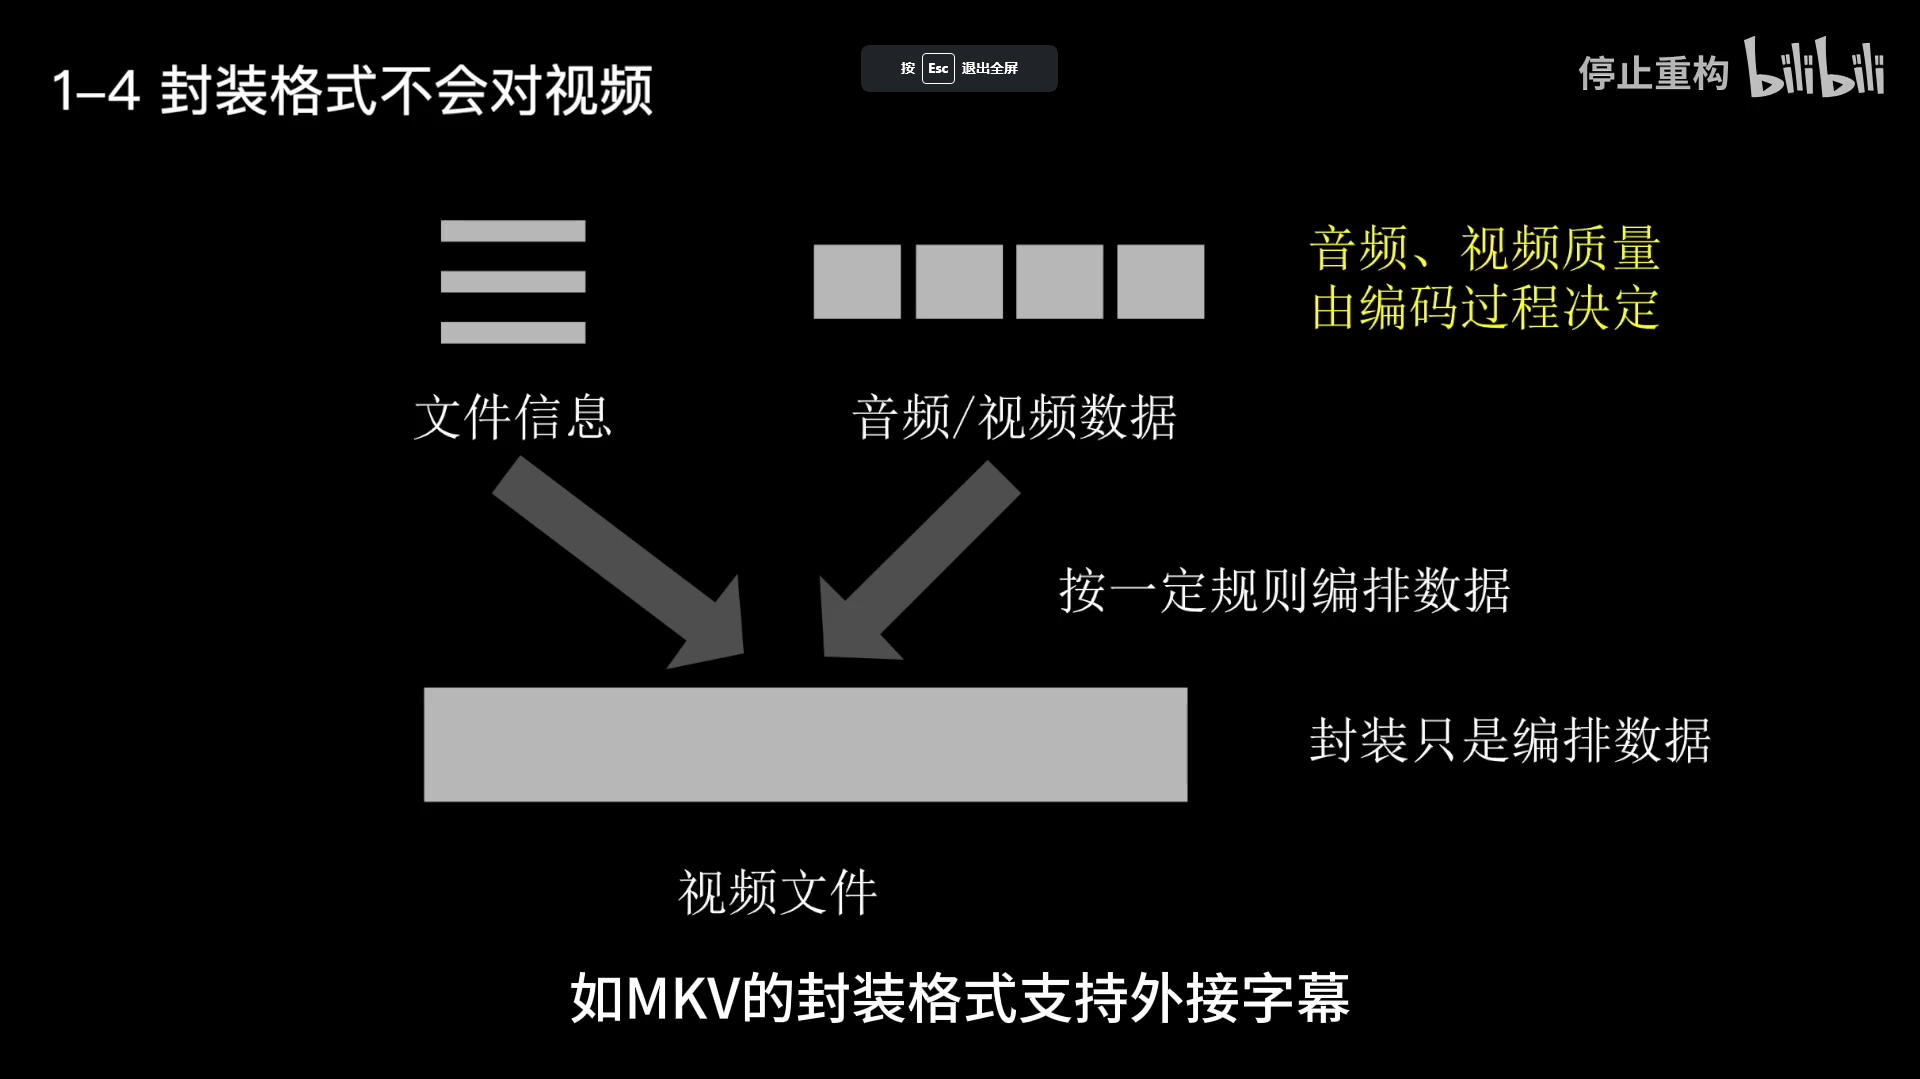 1–4 封装格式不会对视频
按 Esc 退出全屏
停止重构 bilibili
音频、视频质量
由编码过程决定
文件信息
音频/视频数据
按一定规则编排数据
封装只是编排数据
视频文件
如MKV的封装格式支持外接字幕